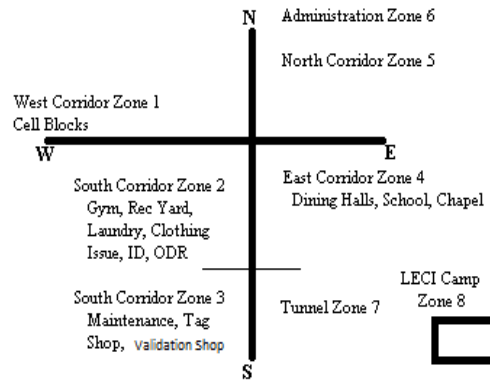 N
Administration Zone 6
North Corridor Zone 5
West Corridor Zone 1
Cell Blocks
W
E
South Corridor Zone 2
Gym, Rec Yard,
Laundry, Clothing
Issue, ID, ODR
East Corridor Zone 4
Dining Halls, School, Chapel
South Corridor Zone 3
Maintenance, Tag
Shop, Validation Shop
Tunnel Zone 7
LECI Camp
Zone 8
S